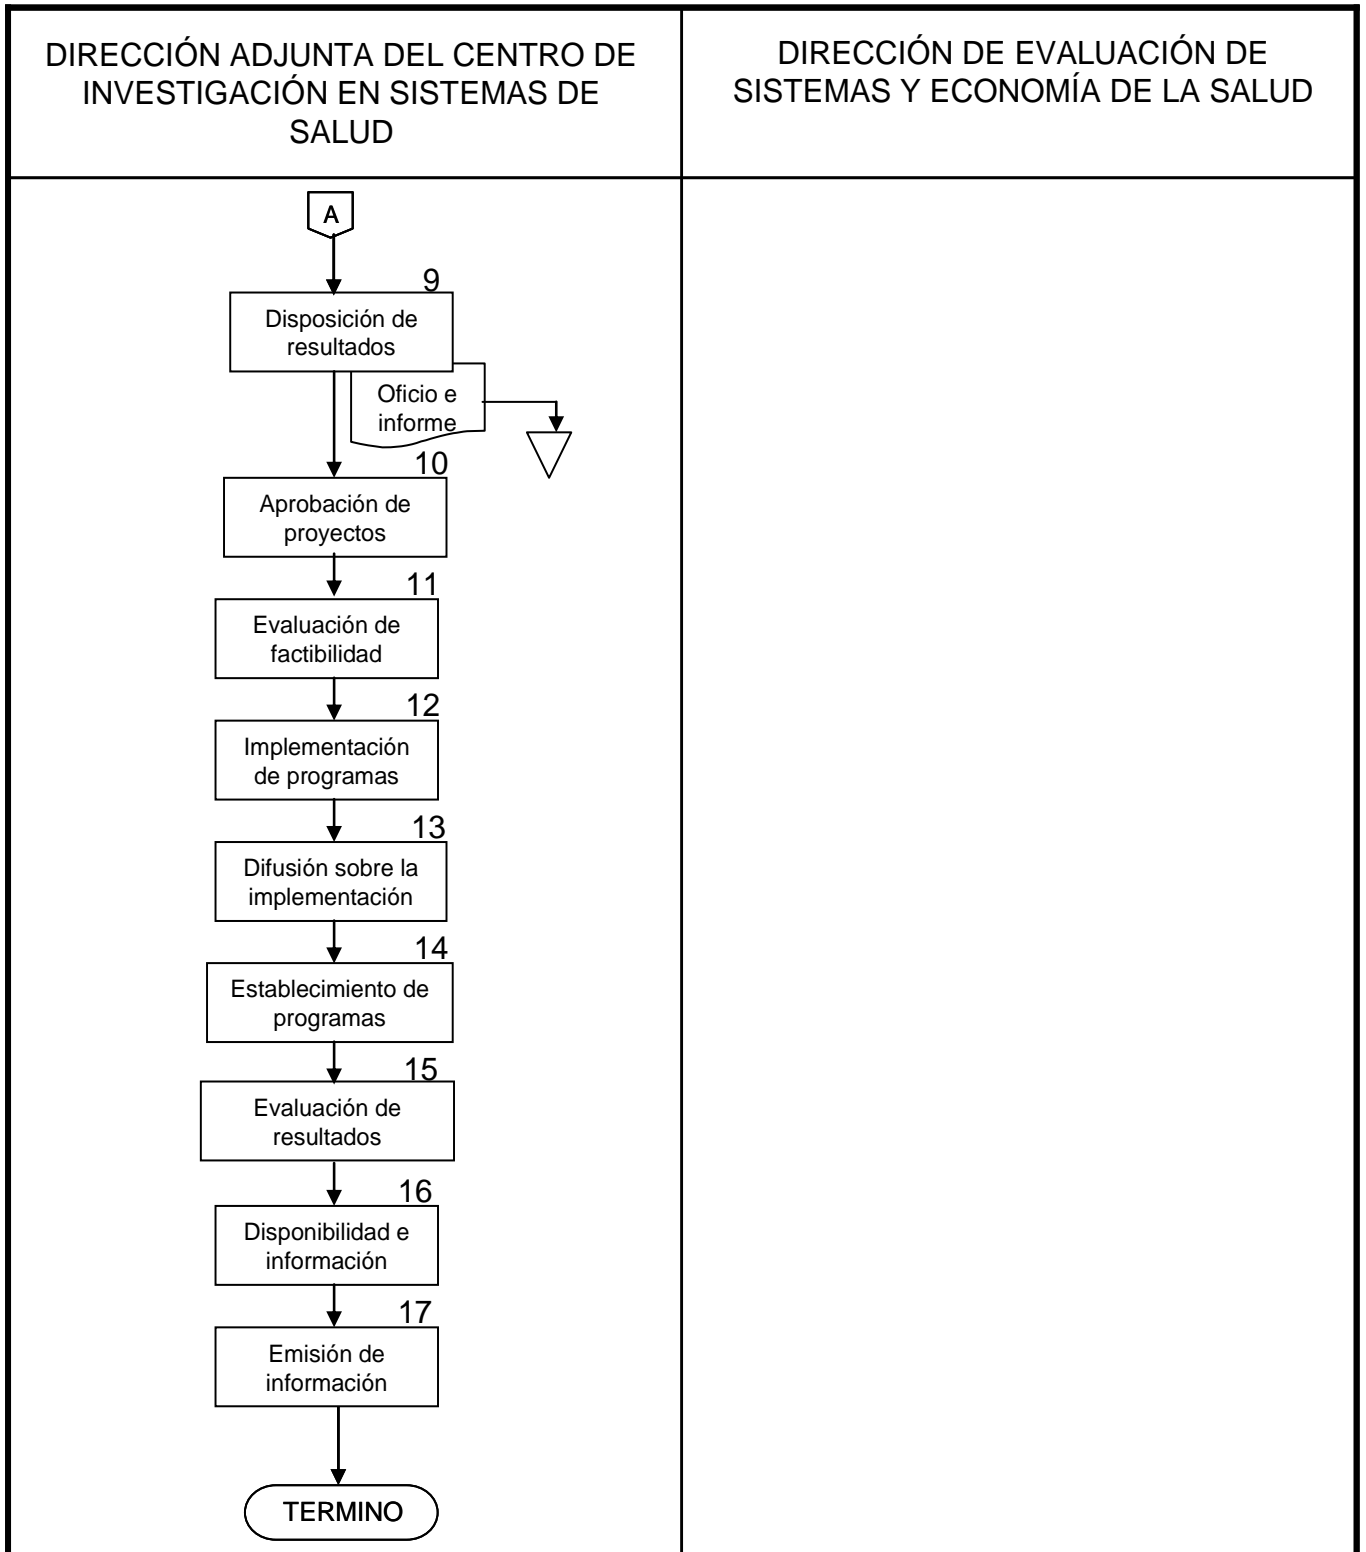 DIRECCIÓN ADJUNTA DEL CENTRO DE
INVESTIGACIÓN EN SISTEMAS DE
SALUD
DIRECCIÓN DE EVALUACIÓN DE
SISTEMAS Y ECONOMÍA DE LA SALUD
A
9
Disposición de
resultados
Oficio e
informe
10
Aprobación de
proyectos
11
Evaluación de
factibilidad
12
Implementación
de programas
13
Difusión sobre la
implementación
14
Establecimiento de
programas
15
Evaluación de
resultados
16
Disponibilidad e
información
17
Emisión de
información
TERMINO